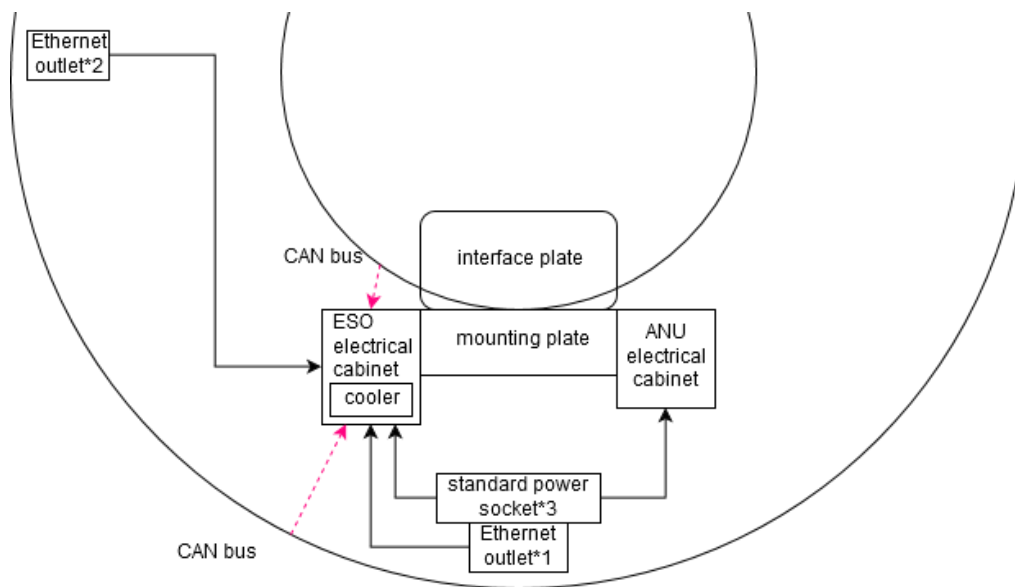 Ethernet
outlet*2
CAN bus
interface plate
ESO
electrical
cabinet
cooler
mounting plate
ANU
electrical
cabinet
standard power
socket*3
Ethernet
outlet*1
CAN bus